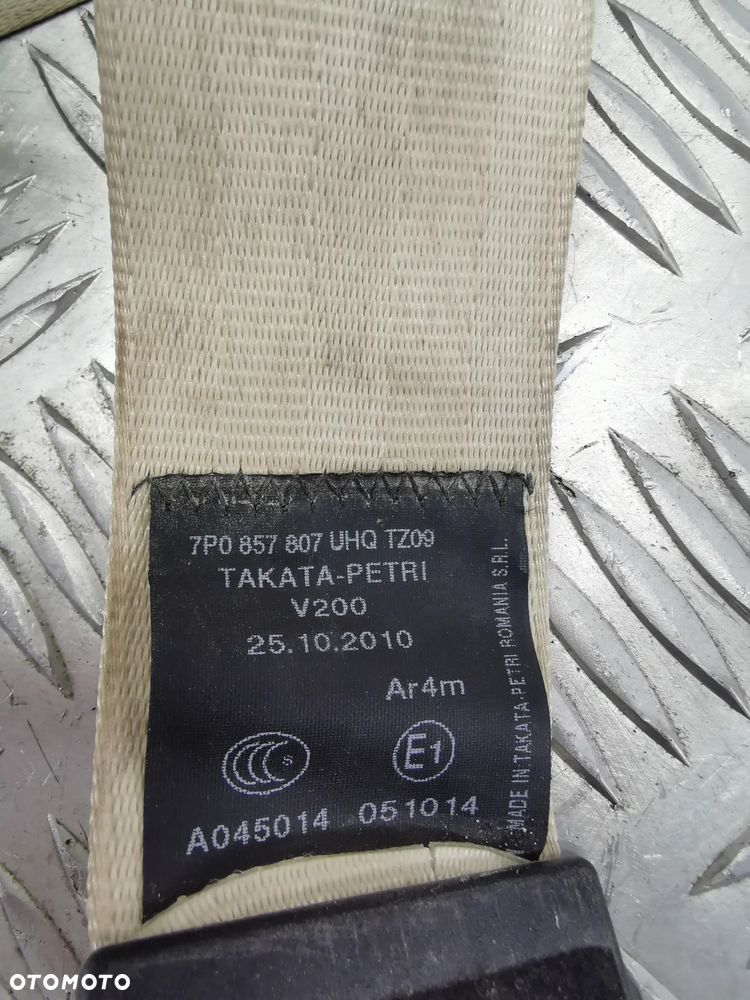 7P0 857 807 UHQ TZ09
TAKATA-PETRI
V200
25.10.2010
Ar4m
CCC S
E1
A045014 051014
MADE IN TAKATA-PETRI ROMANIA S.R.L.
OTOMOTO